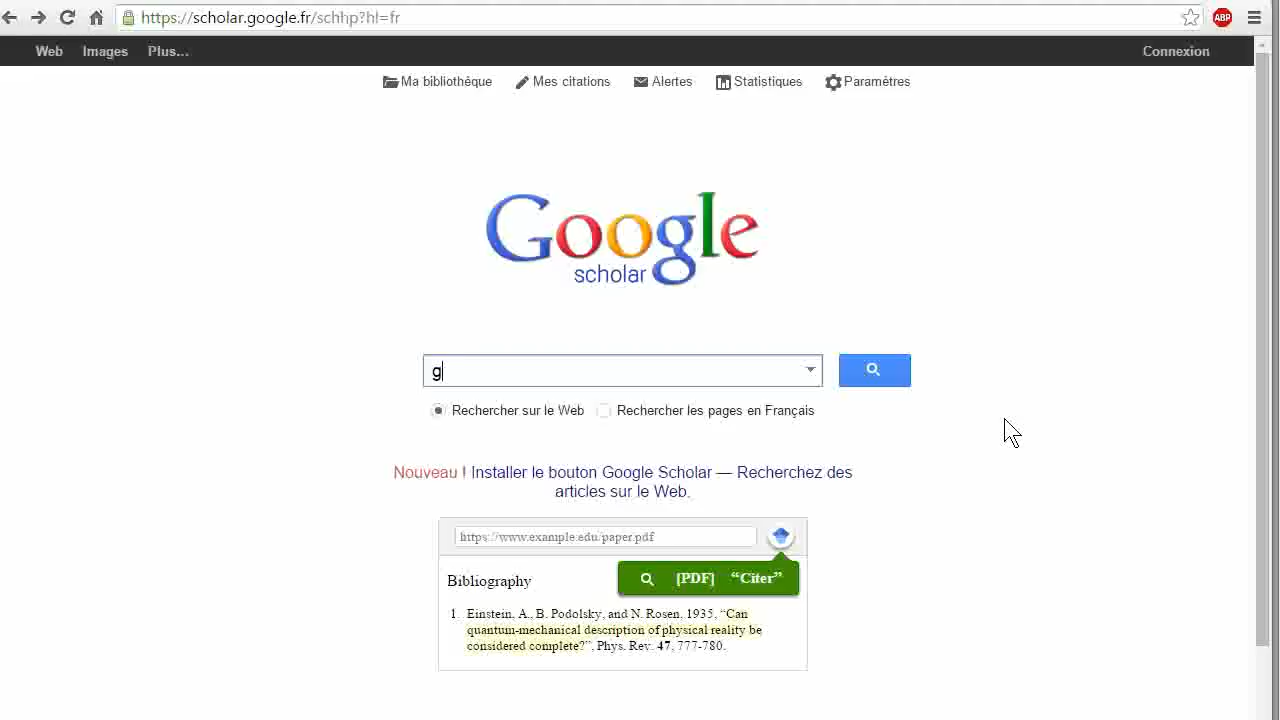 https://scholar.google.fr/schhp?hl=fr
ABP
Web Images Plus... Connexion
Ma bibliothèque Mes citations Alertes Statistiques Paramètres
Google
scholar
g
Rechercher sur le Web Rechercher les pages en Français
Nouveau ! Installer le bouton Google Scholar — Recherchez des
articles sur le Web.
https://www.example.edu/paper.pdf
Bibliography
[PDF] “Citer”
1. Einstein, A., B. Podolsky, and N. Rosen, 1935, “Can
quantum-mechanical description of physical reality be
considered complete?”, Phys. Rev. 47, 777-780.